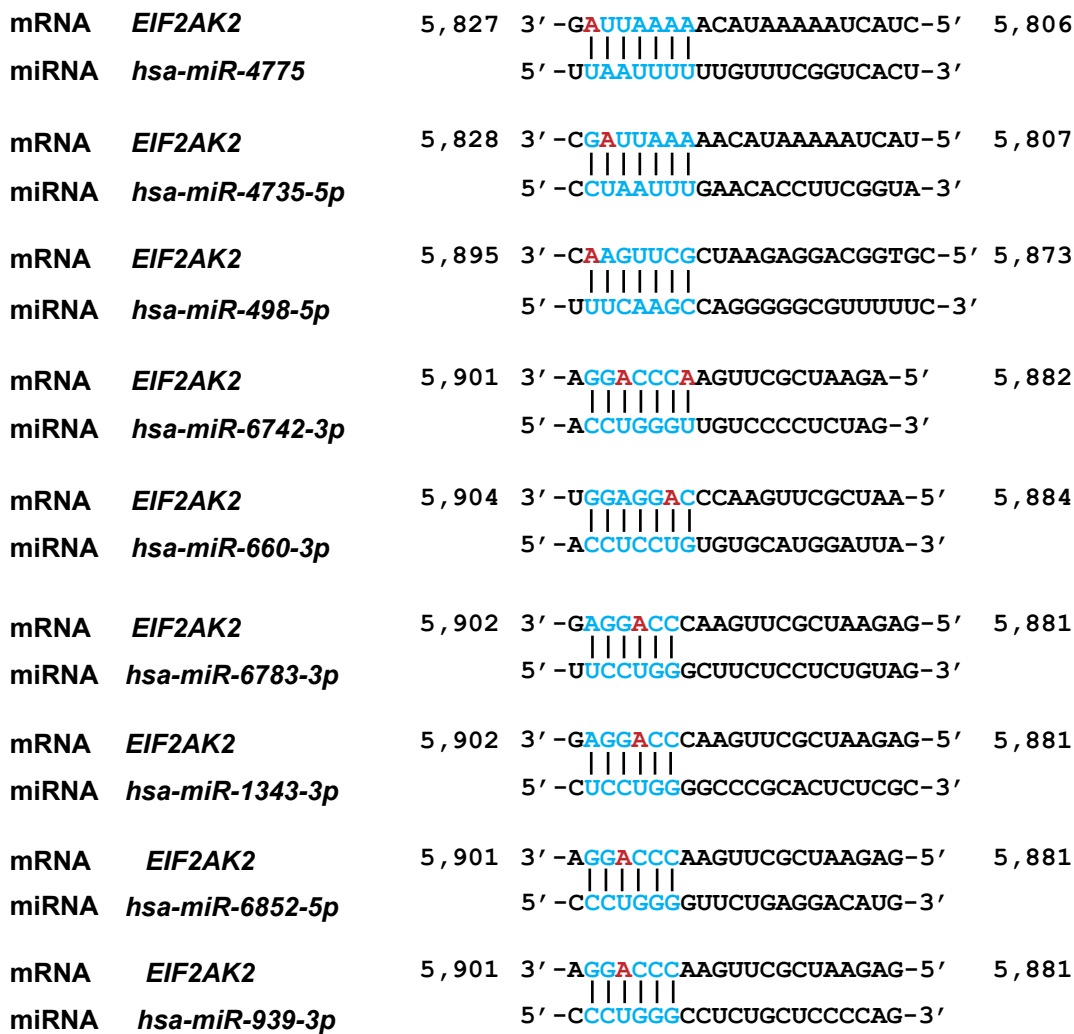 mRNA EIF2AK2 5,827 3′-GAUUAAAAACAUAAAAAUCAUC-5′ 5,806
miRNA hsa-miR-4775 5′-UUAAUUUUUUGUUUCGGUCACU-3′
mRNA EIF2AK2 5,828 3′-CGAUUAAAAACAUAAAAAUCAU-5′ 5,807
miRNA hsa-miR-4735-5p 5′-CCUAAUUUGAACACCUUCGGUA-3′
mRNA EIF2AK2 5,895 3′-CAAGUUCGCUAAGAGGACGGTGC-5′ 5,873
miRNA hsa-miR-498-5p 5′-UUUCAAGCCAGGGGGCGUUUUUC-3′
mRNA EIF2AK2 5,901 3′-AGGACCCAAGUUCGCUAAGA-5′ 5,882
miRNA hsa-miR-6742-3p 5′-ACCUGGGUUGUCCCCUCUAG-3′
mRNA EIF2AK2 5,904 3′-UGGAGGACCCAAGUUCGCUAA-5′ 5,884
miRNA hsa-miR-660-3p 5′-ACCUCCUGUGUGCAUGGAUUA-3′
mRNA EIF2AK2 5,902 3′-GAGGACCCAAGUUCGCUAAGAG-5′ 5,881
miRNA hsa-miR-6783-3p 5′-UUCCUGGGCUUCUCCUCUGUAG-3′
mRNA EIF2AK2 5,902 3′-GAGGACCCAAGUUCGCUAAGAG-5′ 5,881
miRNA hsa-miR-1343-3p 5′-CUCCUGGGGCCCGCACUCUCGC-3′
mRNA EIF2AK2 5,901 3′-AGGACCCAAGUUCGCUAAGAG-5′ 5,881
miRNA hsa-miR-6852-5p 5′-CCCUGGGGUUCUGAGGACAUG-3′
mRNA EIF2AK2 5,901 3′-AGGACCCAAGUUCGCUAAGAG-5′ 5,881
miRNA hsa-miR-939-3p 5′-CCCUGGGCCUCUGCUCCCCAG-3′